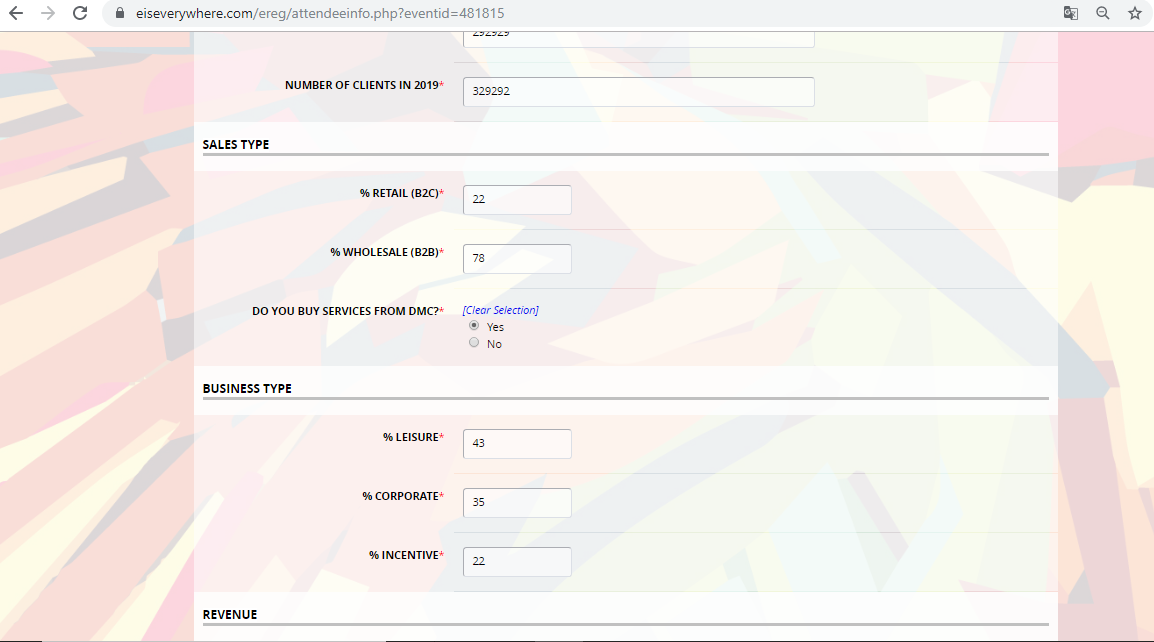 eiseverywhere.com/ereg/attendeeinfo.php?eventid=481815
292929
NUMBER OF CLIENTS IN 2019*
329292
SALES TYPE
% RETAIL (B2C)*
22
% WHOLESALE (B2B)*
78
DO YOU BUY SERVICES FROM DMC?*
[Clear Selection]
Yes
No
BUSINESS TYPE
% LEISURE*
43
% CORPORATE*
35
% INCENTIVE*
22
REVENUE